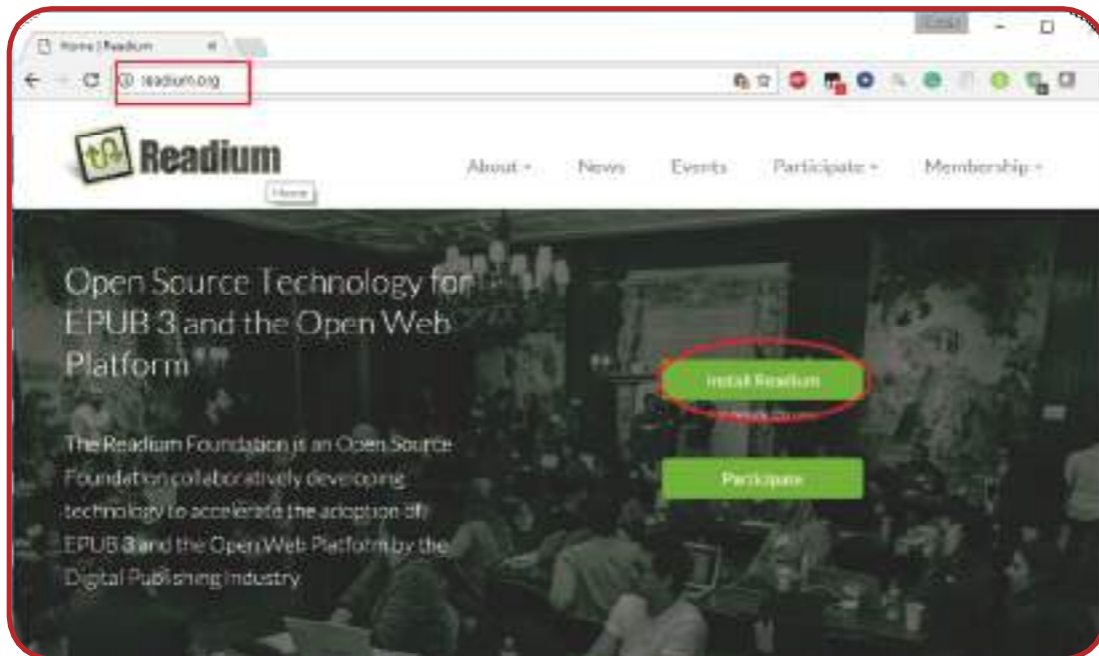 Home | Readium
readium.org
Readium
About
News
Events
Participate
Membership
Home
Open Source Technology for
EPUB 3 and the Open Web
Platform
Install Readium
The Readium Foundation is an Open Source
Foundation collaboratively developing
technology to accelerate the adoption of
EPUB 3 and the Open Web Platform by the
Digital Publishing Industry
Participate